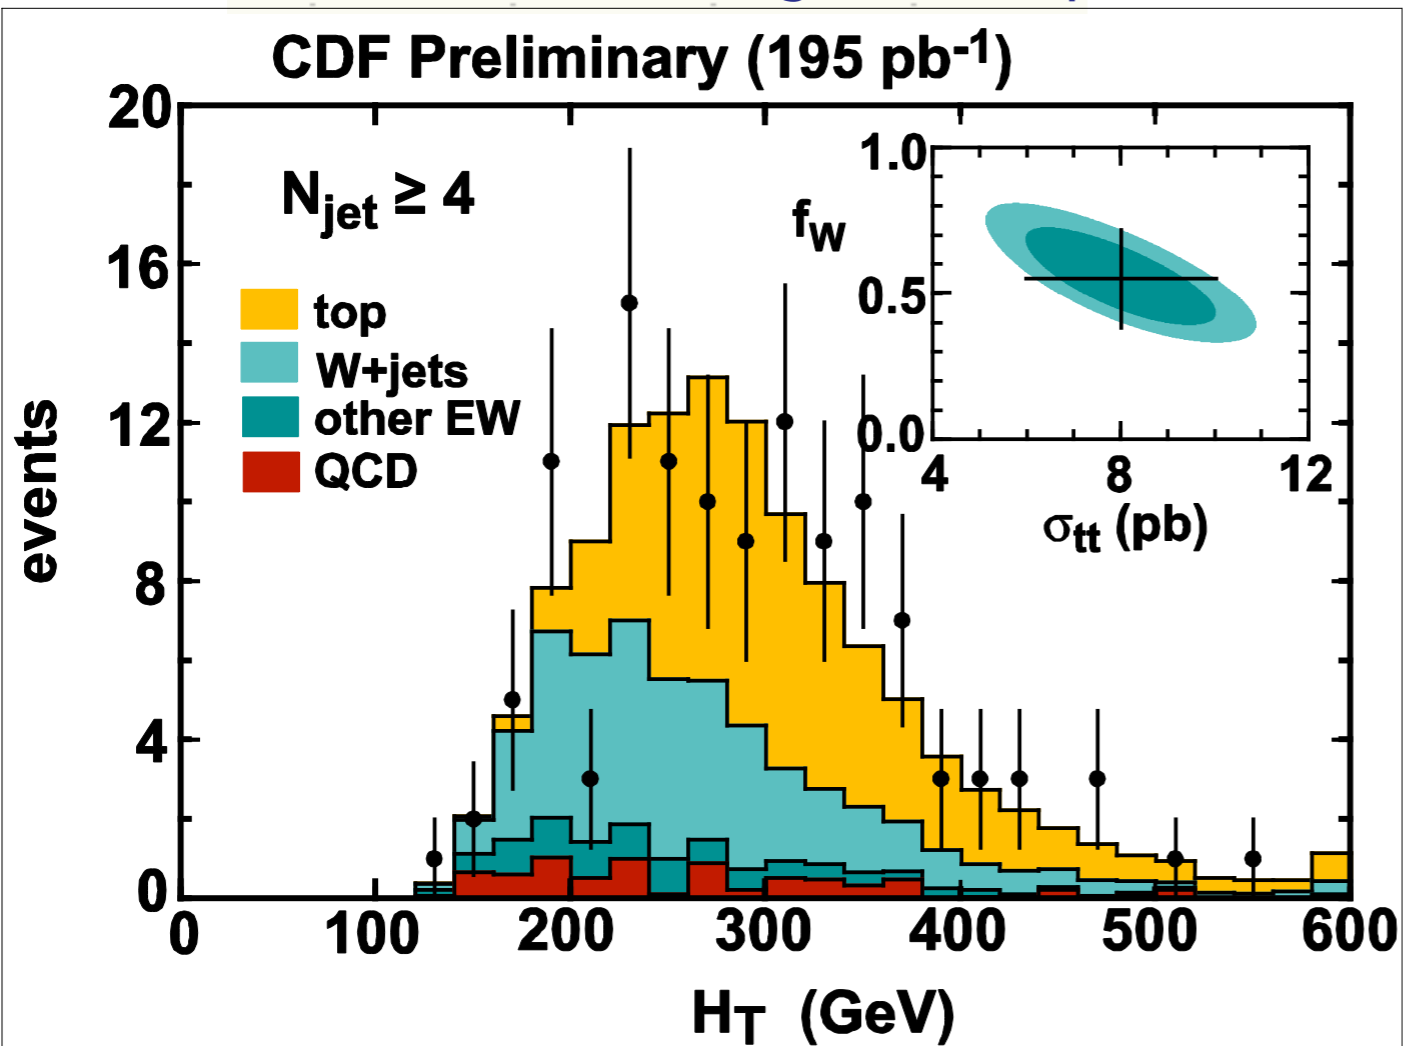 CDF Preliminary (195 pb-1)
20
16
12
8
4
0
events
Njet ≥ 4
top
W+jets
other EW
QCD
fW
1.0
0.5
0.0
4 8 12
σtt (pb)
0 100 200 300 400 500 600
HT (GeV)